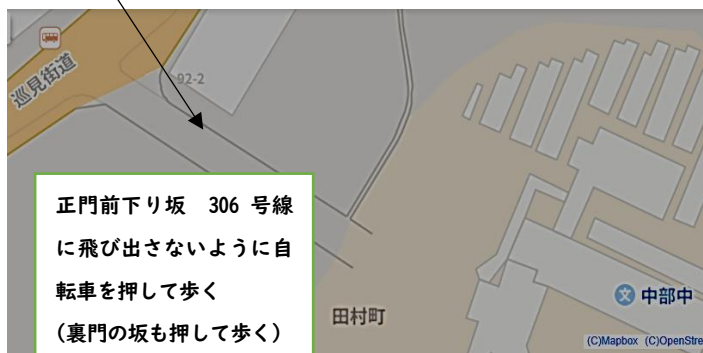 巡見街道
92-2
正門前下り坂　306 号線
に飛び出さないように自
転車を押して歩く
(裏門の坂も押して歩く)
田村町
中部中
(C)Mapbox (C)OpenStre